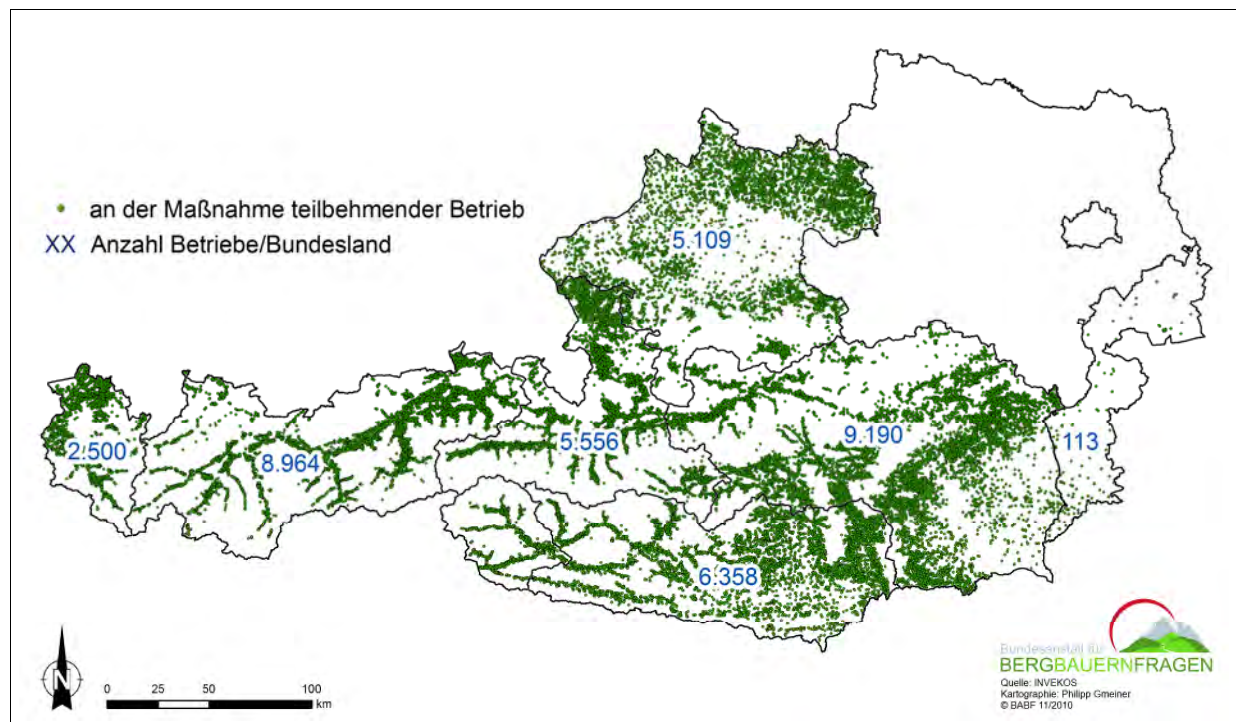 an der Maßnahme teilbehmender Betrieb
XX Anzahl Betriebe/Bundesland
5.109
2.500
8.964
5.556
9.190
113
6.358
N
0 25 50 100
km
Bundesanstalt für
BERGBAUERNFRAGEN
Quelle: INVEKOS
Kartographie: Philipp Gmeiner
© BABF 11/2010